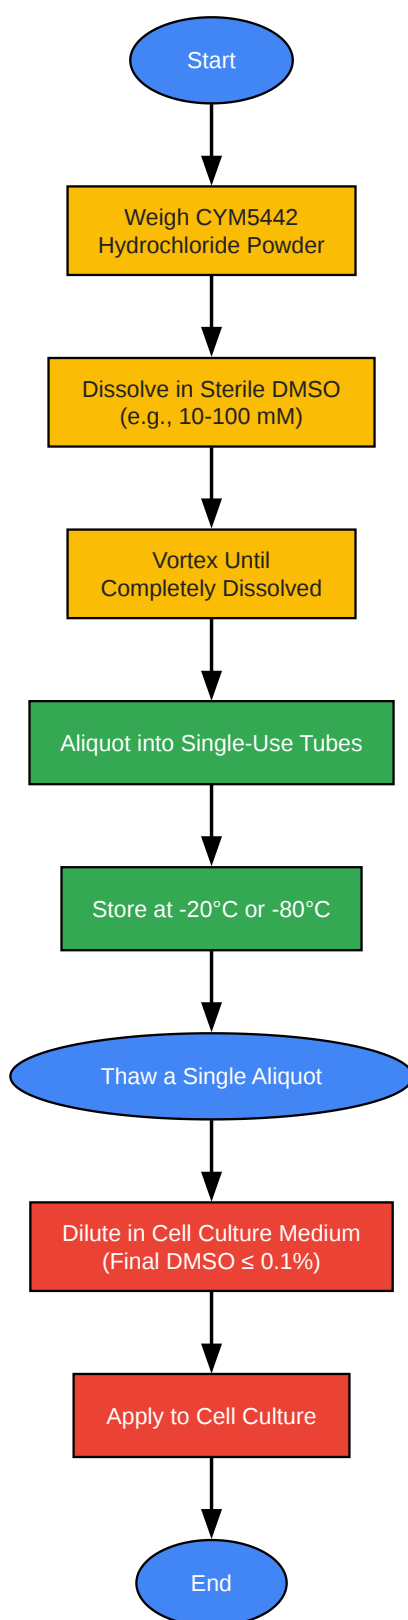 Start
Weigh CYM5442
Hydrochloride Powder
Dissolve in Sterile DMSO
(e.g., 10-100 mM)
Vortex Until
Completely Dissolved
Aliquot into Single-Use Tubes
Store at -20°C or -80°C
Thaw a Single Aliquot
Dilute in Cell Culture Medium
(Final DMSO ≤ 0.1%)
Apply to Cell Culture
End